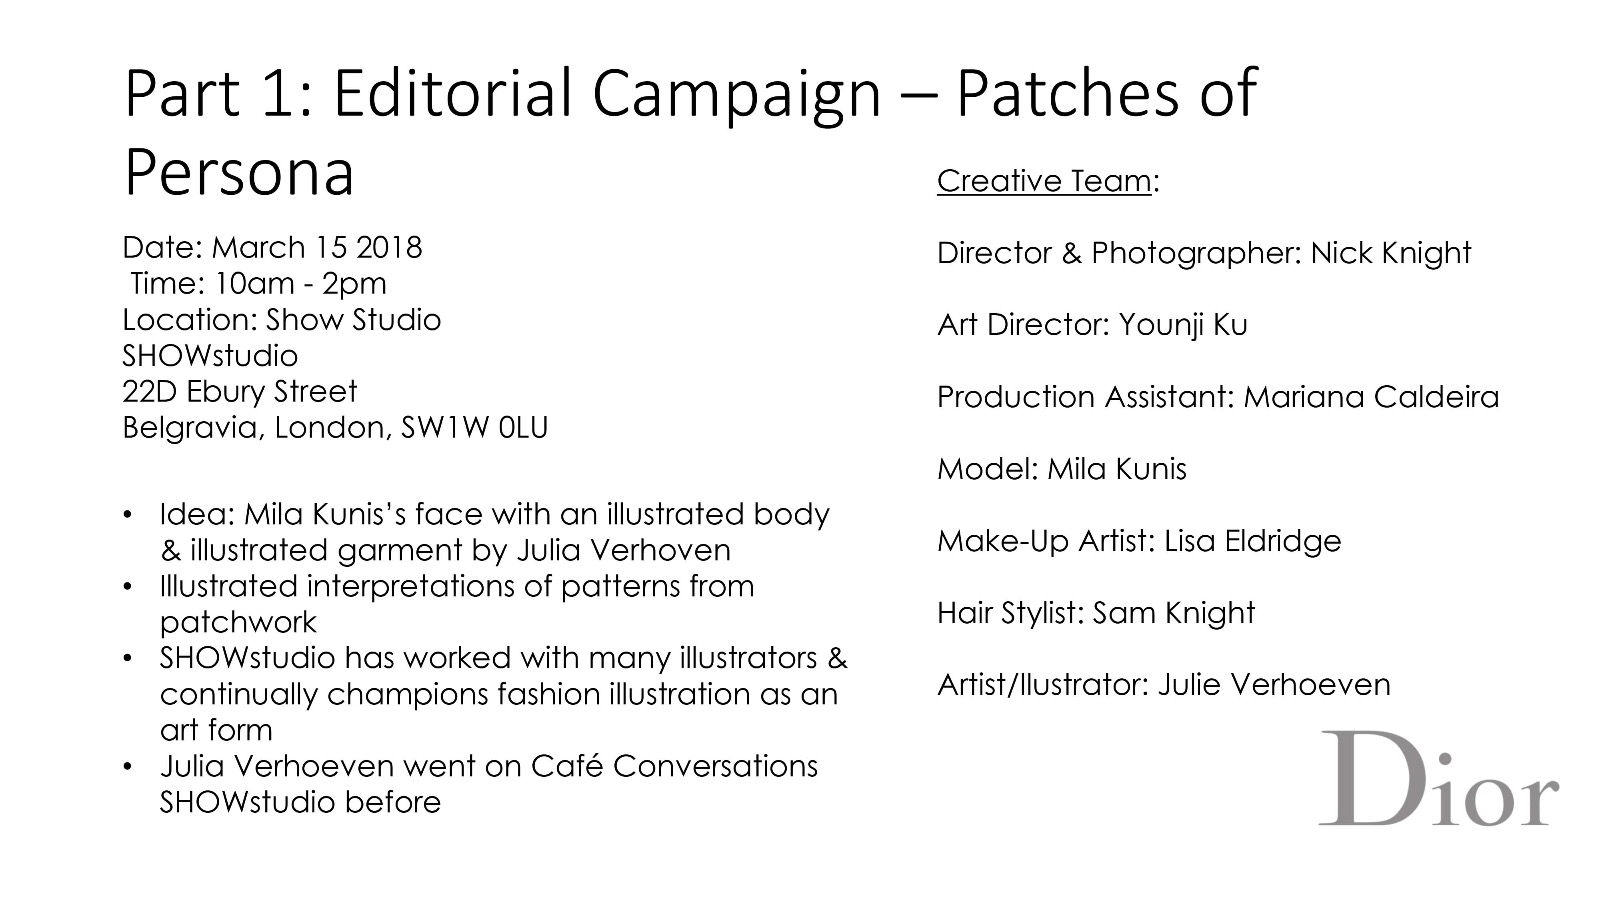 Part 1: Editorial Campaign – Patches of
Persona
Date: March 15 2018
Time: 10am - 2pm
Location: Show Studio
SHOWstudio
22D Ebury Street
Belgravia, London, SW1W 0LU
• Idea: Mila Kunis’s face with an illustrated body
& illustrated garment by Julia Verhoven
• Illustrated interpretations of patterns from
patchwork
• SHOWstudio has worked with many illustrators &
continually champions fashion illustration as an
art form
• Julia Verhoeven went on Café Conversations
SHOWstudio before
Creative Team:
Director & Photographer: Nick Knight
Art Director: Younji Ku
Production Assistant: Mariana Caldeira
Model: Mila Kunis
Make-Up Artist: Lisa Eldridge
Hair Stylist: Sam Knight
Artist/Ilustrator: Julie Verhoeven
Dior